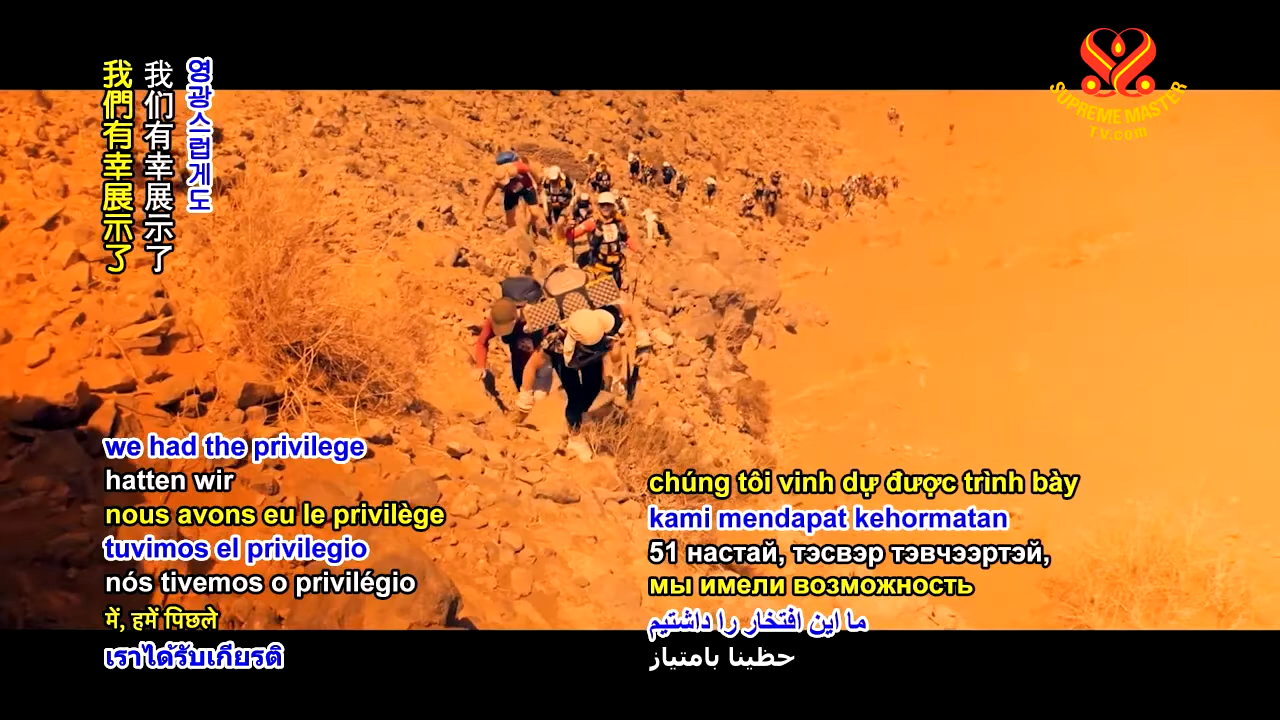 我們有幸展示了
我们有幸展示了
영광스럽게도
SUPREME MASTER
TV.com
we had the privilege
hatten wir
nous avons eu le privilège
tuvimos el privilegio
nós tivemos o privilégio
में, हमें पिछले
เราได้รับเกียรติ
chúng tôi vinh dự được trình bày
kami mendapat kehormatan
51 настай, тэсвэр тэвчээртэй,
мы имели возможность
ما این افتخار را داشتیم
حظينا بامتياز